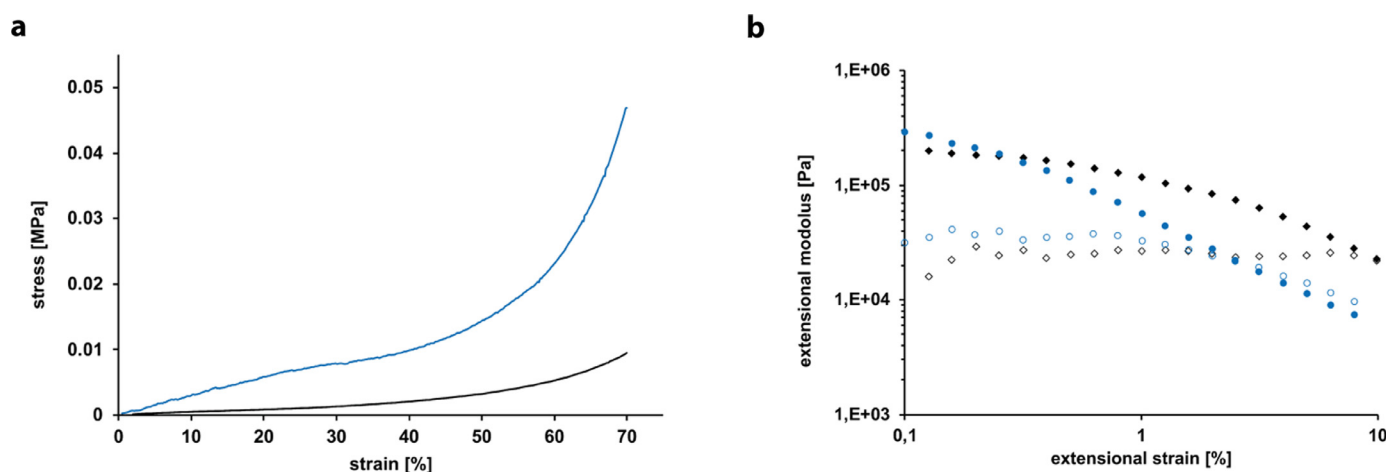 a
0.05
0.04
0.03
0.02
0.01
0
stress [MPa]
0 10 20 30 40 50 60 70
strain [%]
b
1,E+06
1,E+05
1,E+04
1,E+03
extensional modolus [Pa]
0,1 1 10
extensional strain [%]